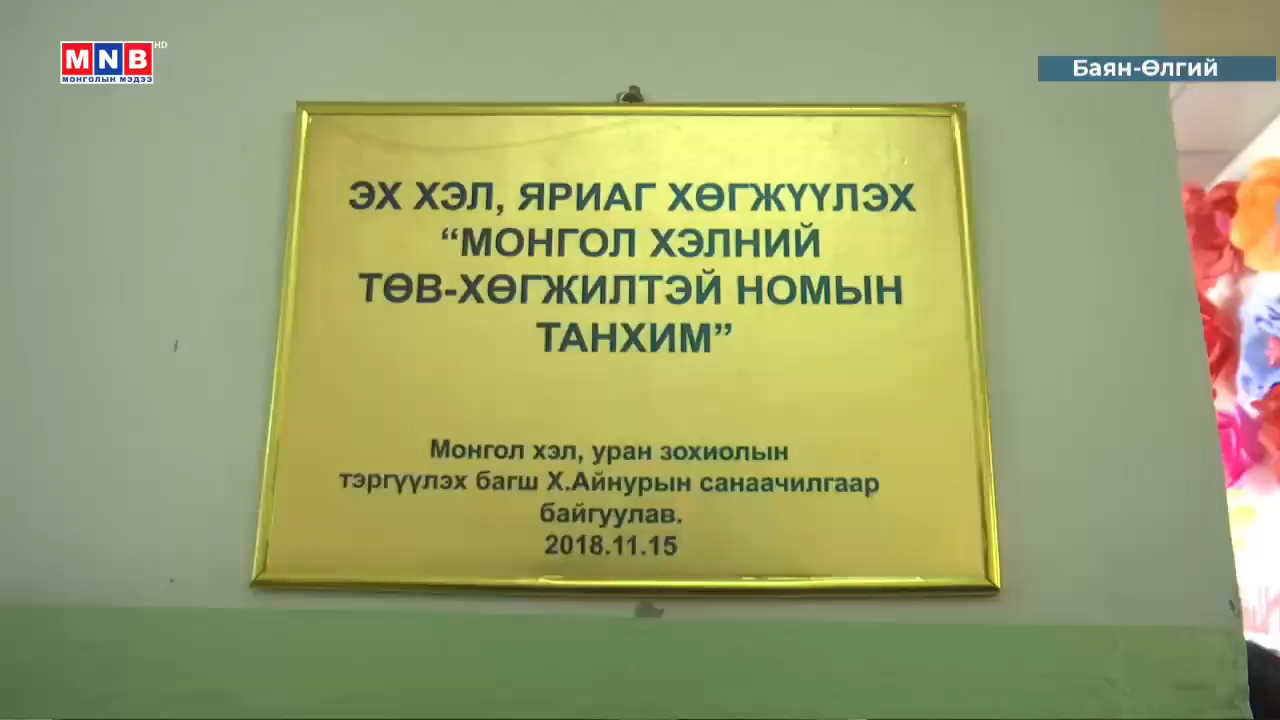 MNB HD
МОНГОЛЫН МЭДЭЭ
Баян-Өлгий
ЭХ ХЭЛ, ЯРИАГ ХӨГЖҮҮЛЭХ
“МОНГОЛ ХЭЛНИЙ
ТӨВ-ХӨГЖИЛТЭЙ НОМЫН
ТАНХИМ”
Монгол хэл, уран зохиолын
тэргүүлэх багш Х.Айнурын санаачилгаар
байгуулав.
2018.11.15